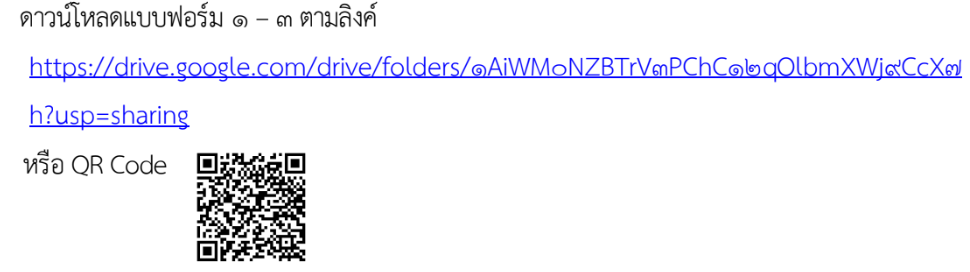 ดาวน์โหลดแบบฟอร์ม ๑ – ๓ ตามลิงค์
https://drive.google.com/drive/folders/๑AiWM๐NZBTrV๓PChC๑๒qOlbmXWj๙CcX๗
h?usp=sharing
หรือ QR Code